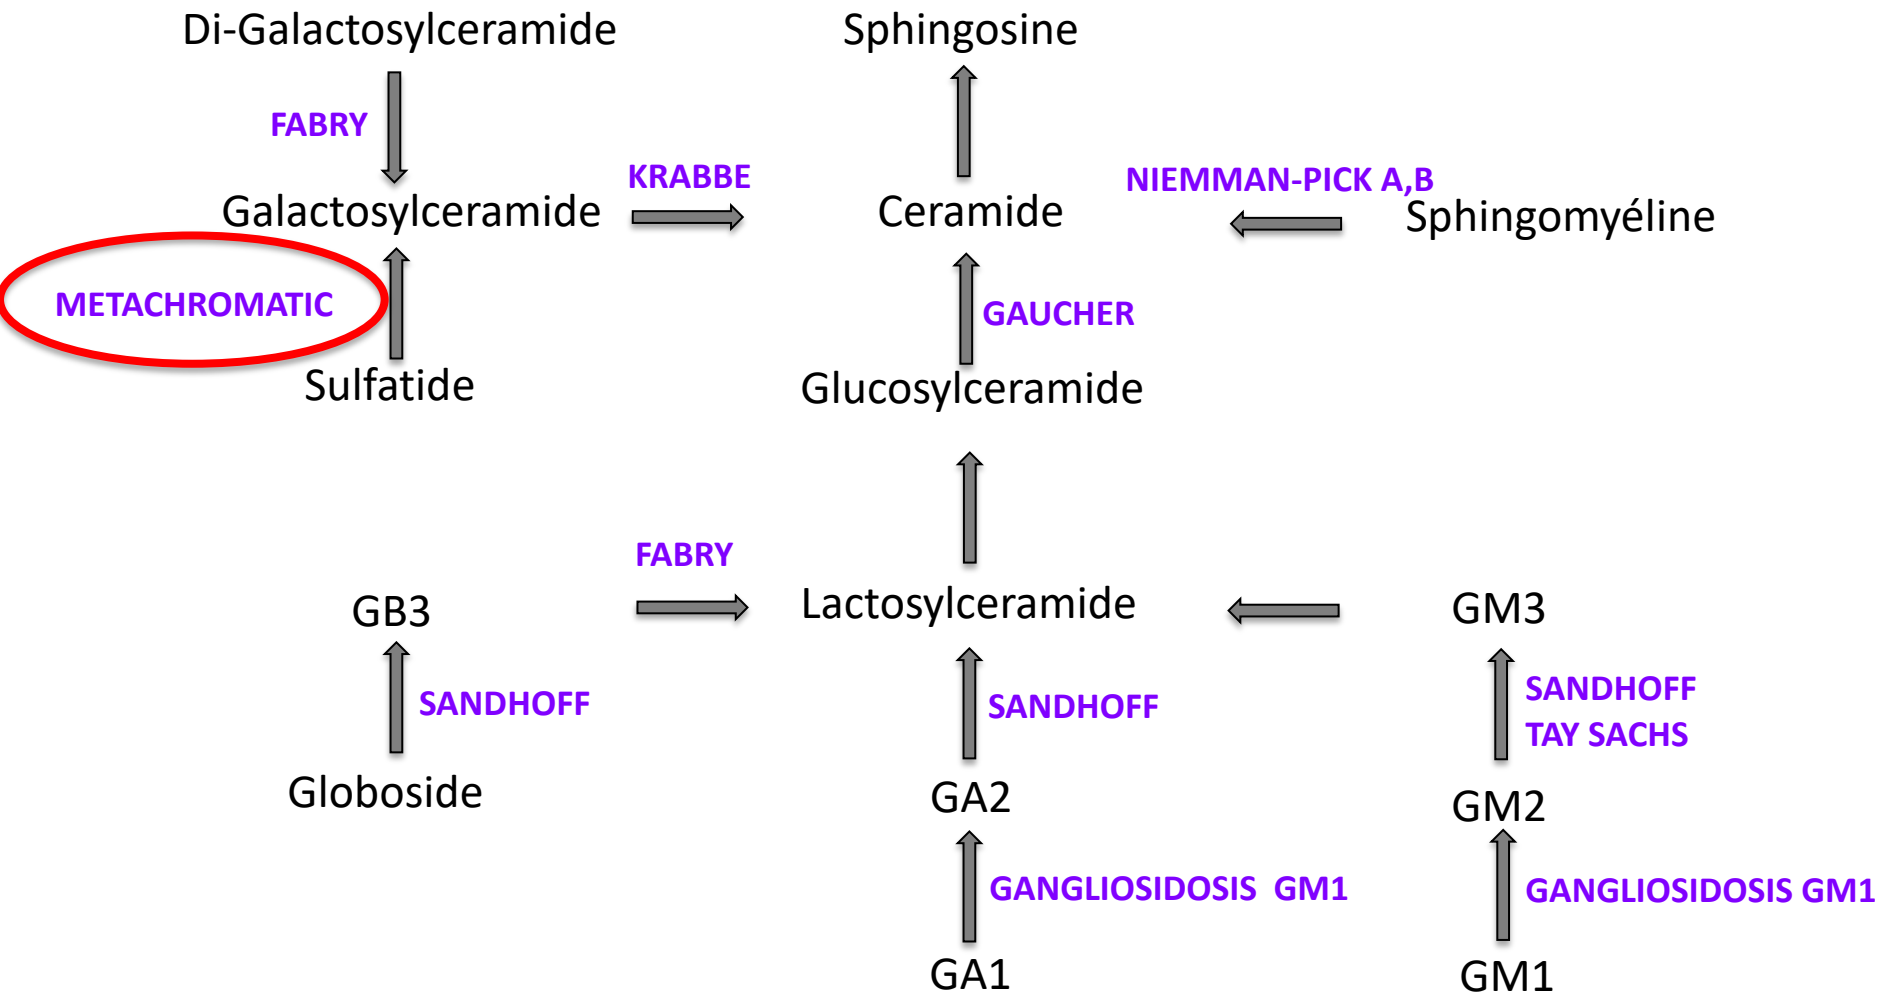 Di-Galactosylceramide
Sphingosine
FABRY
KRABBE
NIEMMAN-PICK A,B
Galactosylceramide
Ceramide
Sphingomyéline
METACHROMATIC
GAUCHER
Sulfatide
Glucosylceramide
FABRY
GB3
Lactosylceramide
GM3
SANDHOFF
SANDHOFF
SANDHOFF
TAY SACHS
Globoside
GA2
GM2
GANGLIOSIDOSIS GM1
GANGLIOSIDOSIS GM1
GA1
GM1